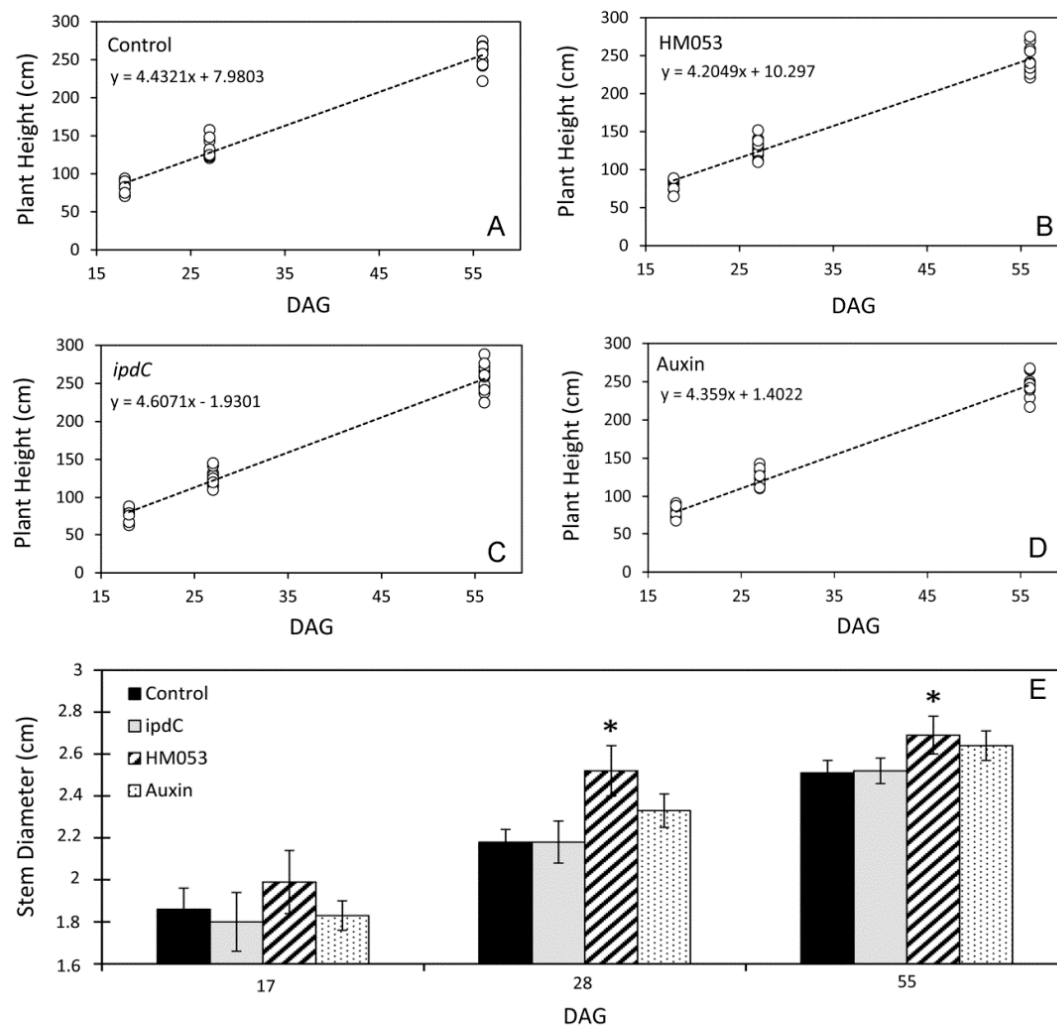 Control
y = 4.4321x + 7.9803
Plant Height (cm)
300
250
200
150
100
50
0
15 25 35 45 55
DAG
A
HM053
y = 4.2049x + 10.297
Plant Height (cm)
300
250
200
150
100
50
0
15 25 35 45 55
DAG
B
ipdC
y = 4.6071x - 1.9301
Plant Height (cm)
300
250
200
150
100
50
0
15 25 35 45 55
DAG
C
Auxin
y = 4.359x + 1.4022
Plant Height (cm)
300
250
200
150
100
50
0
15 25 35 45 55
DAG
D
E
Stem Diameter (cm)
3
2.8
2.6
2.4
2.2
2
1.8
1.6
Control
ipdC
HM053
Auxin
*
*
17 28 55
DAG